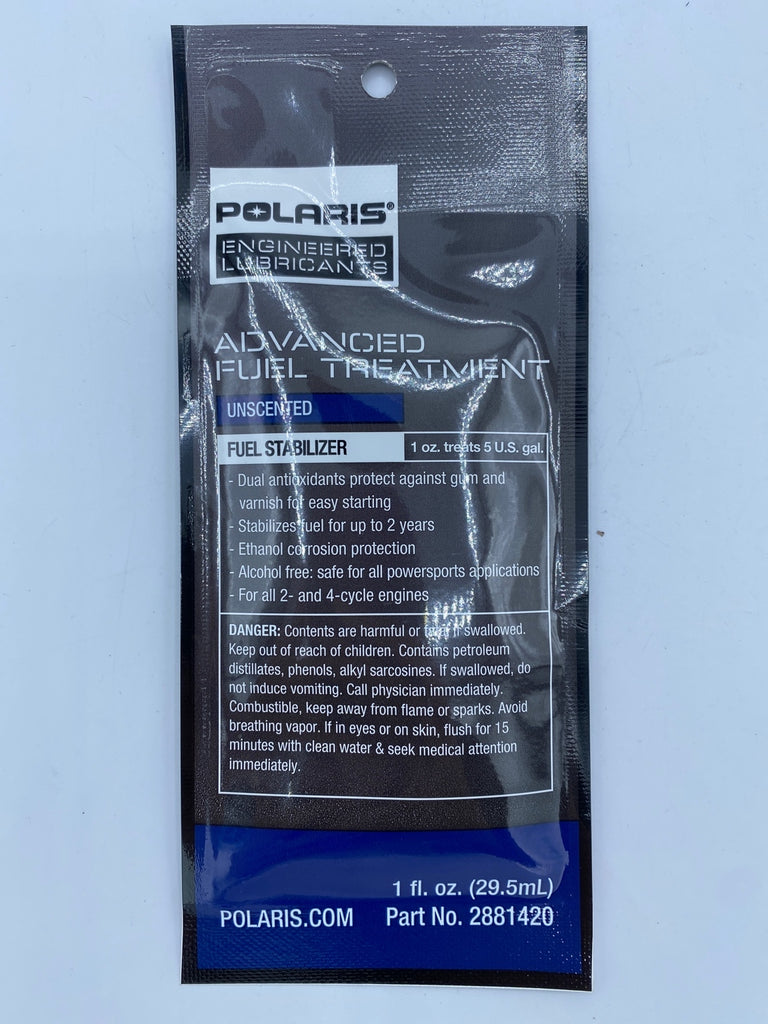 POLARIS®
ENGINEERED
LUBRICANTS
ADVANCED
FUEL TREATMENT
UNSCENTED
FUEL STABILIZER 1 oz. treats 5 U.S. gal.
- Dual antioxidants protect against gum and
varnish for easy starting
- Stabilizes fuel for up to 2 years
- Ethanol corrosion protection
- Alcohol free: safe for all powersports applications
- For all 2- and 4-cycle engines
DANGER: Contents are harmful or fatal if swallowed.
Keep out of reach of children. Contains petroleum
distillates, phenols, alkyl sarcosines. If swallowed, do
not induce vomiting. Call physician immediately.
Combustible, keep away from flame or sparks. Avoid
breathing vapor. If in eyes or on skin, flush for 15
minutes with clean water & seek medical attention
immediately.
1 fl. oz. (29.5mL)
POLARIS.COM Part No. 2881420